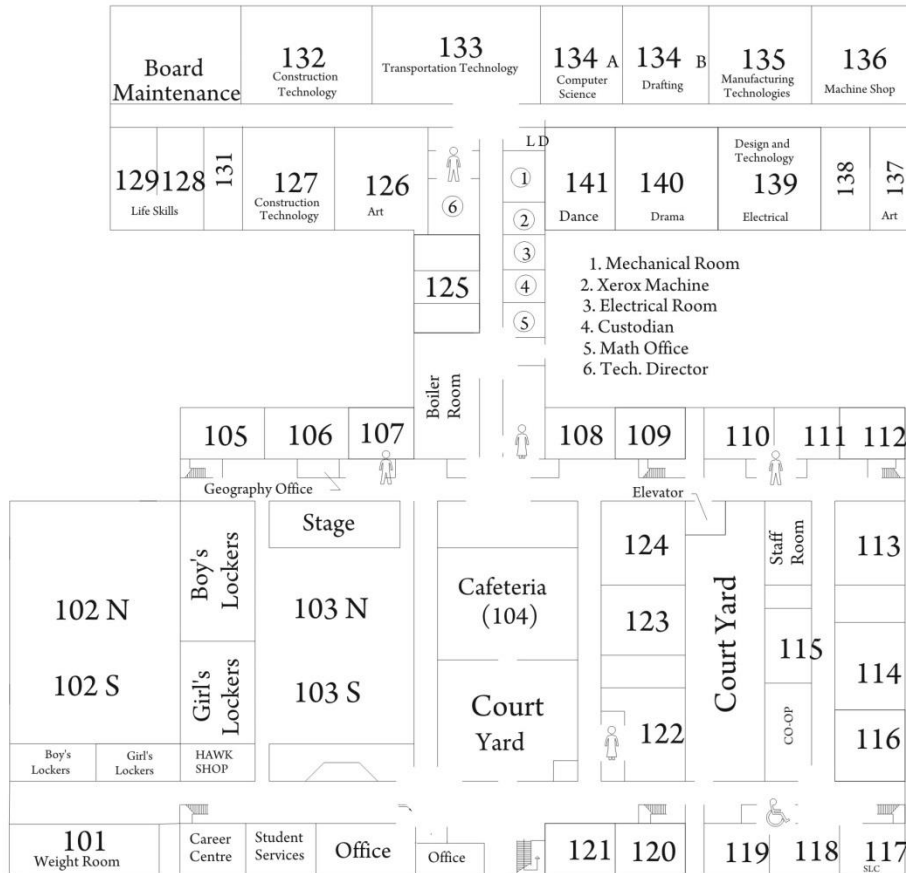 132
133
134 A
134 B
135
136
Board
Maintenance
Construction
Technology
Transportation Technology
Computer
Science
Drafting
Manufacturing
Technologies
Machine Shop
L D
129
128
131
127
126
Life Skills
Construction
Technology
Art
6
1
2
3
4
5
141
Dance
140
Drama
Design and
Technology
139
Electrical
138
137
Art
125
1. Mechanical Room
2. Xerox Machine
3. Electrical Room
4. Custodian
5. Math Office
6. Tech. Director
Boiler
Room
105
106
107
108
109
110
111
112
Geography Office
Elevator
Stage
102 N
102 S
Boy's
Lockers
Girl's
Lockers
103 N
103 S
Cafeteria
(104)
Court
Yard
124
123
122
Court Yard
Staff
Room
115
CO-OP
113
114
116
Boy's
Lockers
Girl's
Lockers
HAWK
SHOP
101
Weight Room
Career
Centre
Student
Services
Office
Office
121
120
119
118
117
SLC